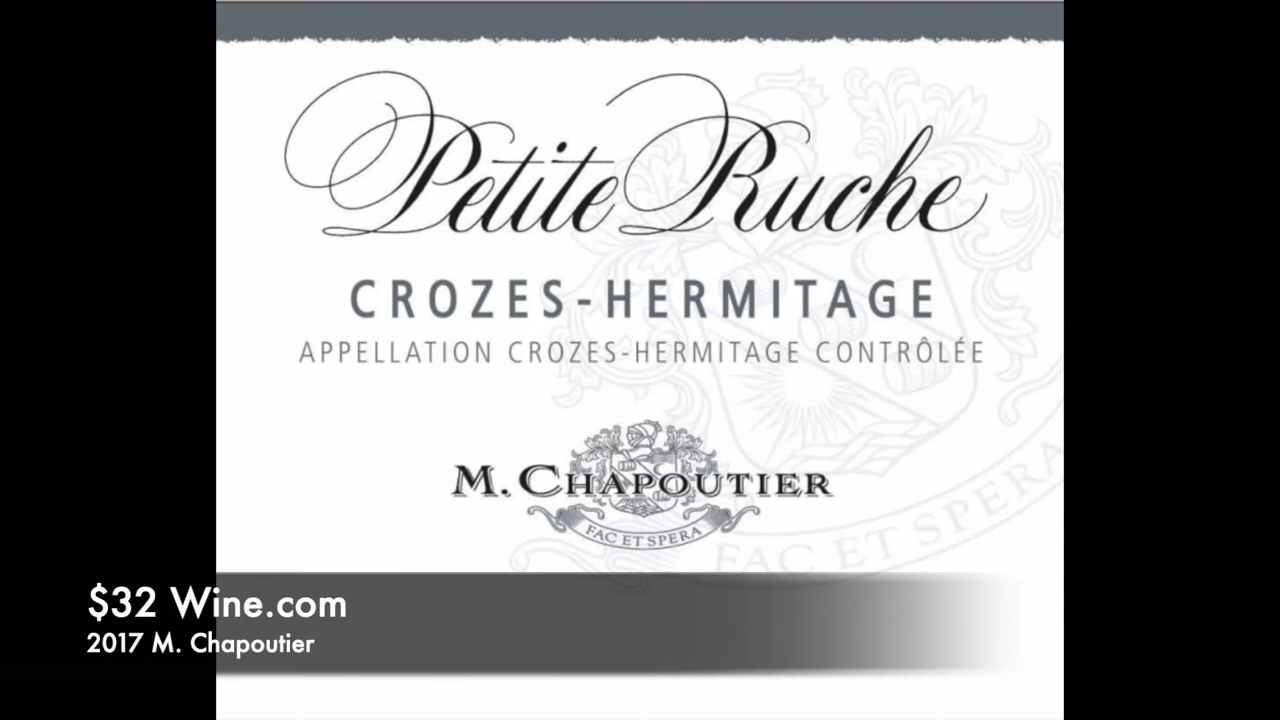 Petite Ruche
CROZES-HERMITAGE
APPELLATION CROZES-HERMITAGE CONTRÔLÉE
M. CHAPOUTIER
FAC ET SPERA
FAC ET SPERA
$32 Wine.com
2017 M. Chapoutier